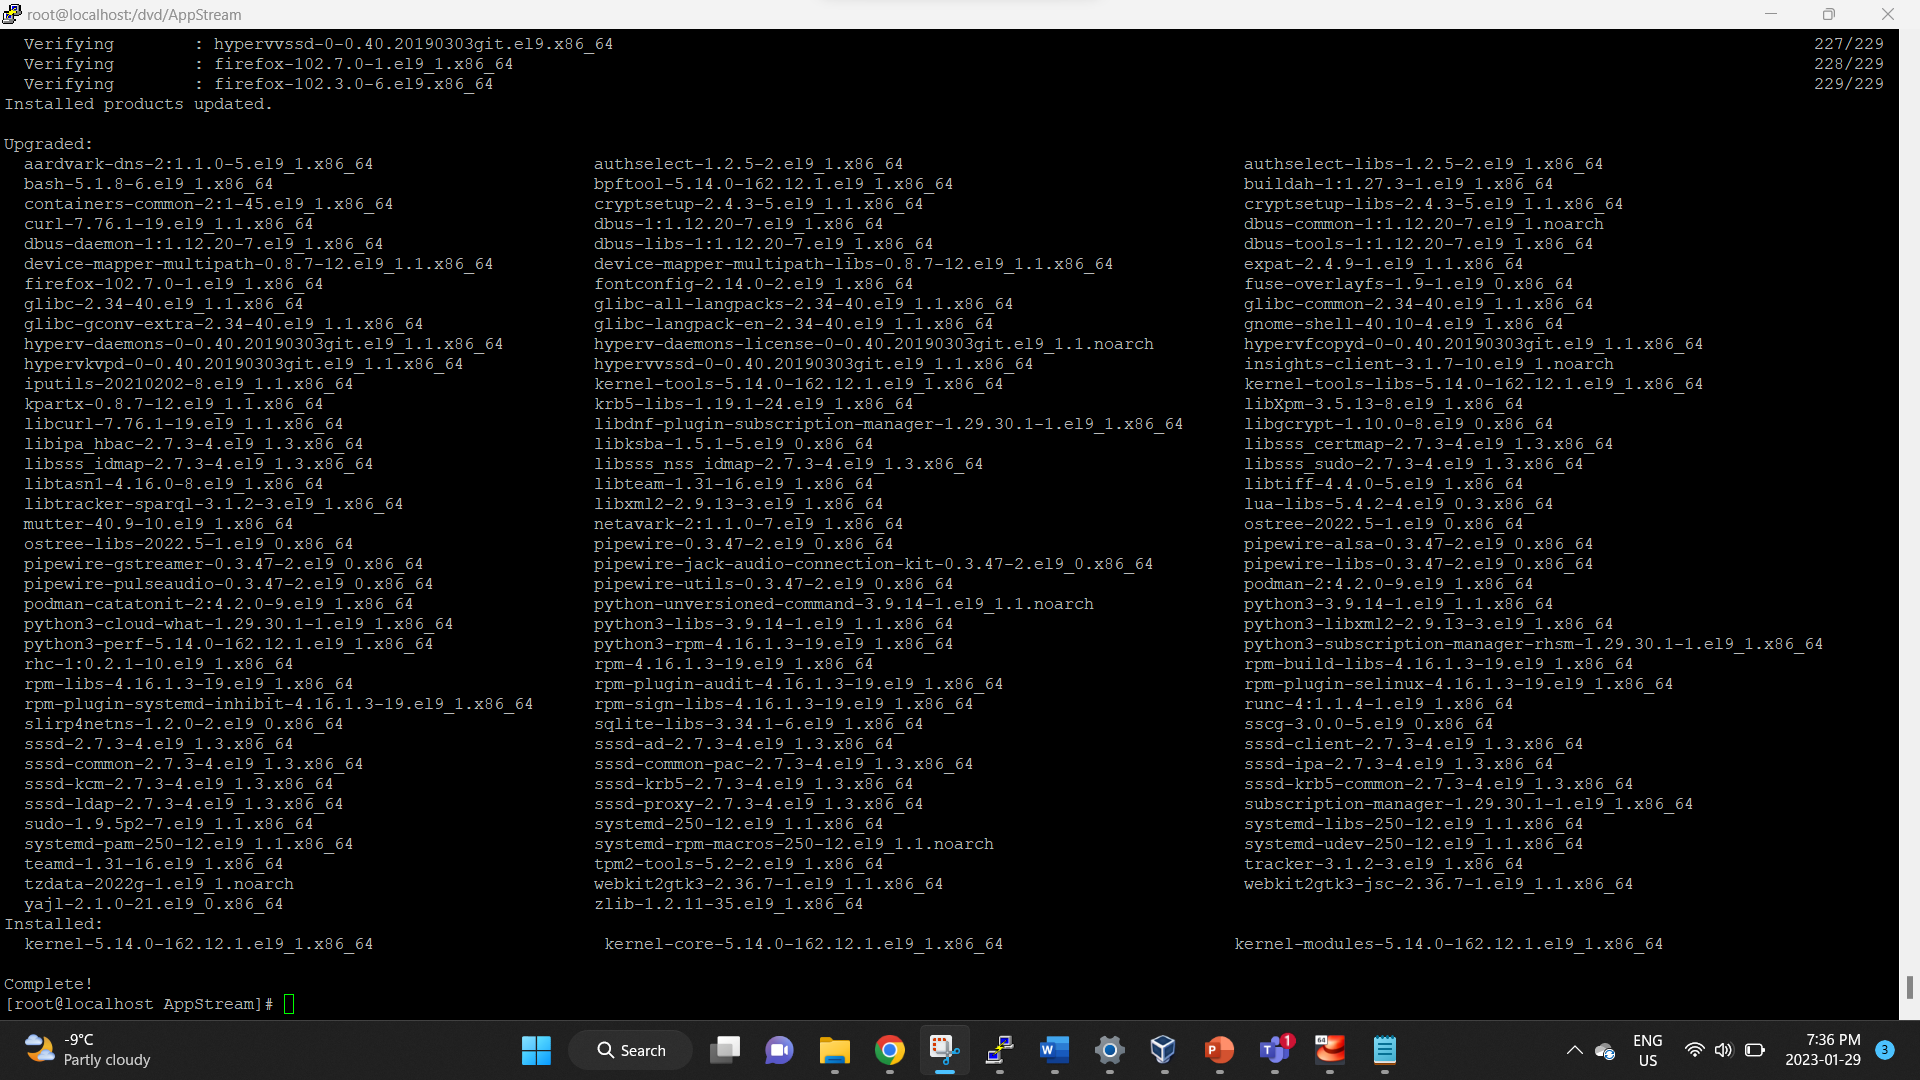 root@localhost:/dvd/AppStream
Verifying        : hypervvssd-0-0.40.20190303git.el9.x86_64 227/229
Verifying        : firefox-102.7.0-1.el9_1.x86_64 228/229
Verifying        : firefox-102.3.0-6.el9.x86_64 229/229
Installed products updated.
Upgraded:
aardvark-dns-2:1.1.0-5.el9_1.x86_64 authselect-1.2.5-2.el9_1.x86_64 authselect-libs-1.2.5-2.el9_1.x86_64
bash-5.1.8-6.el9_1.x86_64 bpftool-5.14.0-162.12.1.el9_1.x86_64 buildah-1:1.27.3-1.el9_1.x86_64
containers-common-2:1-45.el9_1.x86_64 cryptsetup-2.4.3-5.el9_1.1.x86_64 cryptsetup-libs-2.4.3-5.el9_1.1.x86_64
curl-7.76.1-19.el9_1.1.x86_64 dbus-1:1.12.20-7.el9_1.x86_64 dbus-common-1:1.12.20-7.el9_1.noarch
dbus-daemon-1:1.12.20-7.el9_1.x86_64 dbus-libs-1:1.12.20-7.el9_1.x86_64 dbus-tools-1:1.12.20-7.el9_1.x86_64
device-mapper-multipath-0.8.7-12.el9_1.1.x86_64 device-mapper-multipath-libs-0.8.7-12.el9_1.1.x86_64 expat-2.4.9-1.el9_1.1.x86_64
firefox-102.7.0-1.el9_1.x86_64 fontconfig-2.14.0-2.el9_1.x86_64 fuse-overlayfs-1.9-1.el9_0.x86_64
glibc-2.34-40.el9_1.1.x86_64 glibc-all-langpacks-2.34-40.el9_1.1.x86_64 glibc-common-2.34-40.el9_1.1.x86_64
glibc-gconv-extra-2.34-40.el9_1.1.x86_64 glibc-langpack-en-2.34-40.el9_1.1.x86_64 gnome-shell-40.10-4.el9_1.x86_64
hyperv-daemons-0-0.40.20190303git.el9_1.1.x86_64 hyperv-daemons-license-0-0.40.20190303git.el9_1.1.noarch hypervfcopyd-0-0.40.20190303git.el9_1.1.x86_64
hypervkvpd-0-0.40.20190303git.el9_1.1.x86_64 hypervvssd-0-0.40.20190303git.el9_1.1.x86_64 insights-client-3.1.7-10.el9_1.noarch
iputils-20210202-8.el9_1.1.x86_64 kernel-tools-5.14.0-162.12.1.el9_1.x86_64 kernel-tools-libs-5.14.0-162.12.1.el9_1.x86_64
kpartx-0.8.7-12.el9_1.1.x86_64 krb5-libs-1.19.1-24.el9_1.x86_64 libXpm-3.5.13-8.el9_1.x86_64
libcurl-7.76.1-19.el9_1.1.x86_64 libdnf-plugin-subscription-manager-1.29.30.1-1.el9_1.x86_64 libgcrypt-1.10.0-8.el9_0.x86_64
libipa_hbac-2.7.3-4.el9_1.3.x86_64 libksba-1.5.1-5.el9_0.x86_64 libsss_certmap-2.7.3-4.el9_1.3.x86_64
libsss_idmap-2.7.3-4.el9_1.3.x86_64 libsss_nss_idmap-2.7.3-4.el9_1.3.x86_64 libsss_sudo-2.7.3-4.el9_1.3.x86_64
libtasn1-4.16.0-8.el9_1.x86_64 libteam-1.31-16.el9_1.x86_64 libtiff-4.4.0-5.el9_1.x86_64
libtracker-sparql-3.1.2-3.el9_1.x86_64 libxml2-2.9.13-3.el9_1.x86_64 lua-libs-5.4.2-4.el9_0.3.x86_64
mutter-40.9-10.el9_1.x86_64 netavark-2:1.1.0-7.el9_1.x86_64 ostree-2022.5-1.el9_0.x86_64
ostree-libs-2022.5-1.el9_0.x86_64 pipewire-0.3.47-2.el9_0.x86_64 pipewire-alsa-0.3.47-2.el9_0.x86_64
pipewire-gstreamer-0.3.47-2.el9_0.x86_64 pipewire-jack-audio-connection-kit-0.3.47-2.el9_0.x86_64 pipewire-libs-0.3.47-2.el9_0.x86_64
pipewire-pulseaudio-0.3.47-2.el9_0.x86_64 pipewire-utils-0.3.47-2.el9_0.x86_64 podman-2:4.2.0-9.el9_1.x86_64
podman-catatonit-2:4.2.0-9.el9_1.x86_64 python-unversioned-command-3.9.14-1.el9_1.1.noarch python3-3.9.14-1.el9_1.1.x86_64
python3-cloud-what-1.29.30.1-1.el9_1.x86_64 python3-libs-3.9.14-1.el9_1.1.x86_64 python3-libxml2-2.9.13-3.el9_1.x86_64
python3-perf-5.14.0-162.12.1.el9_1.x86_64 python3-rpm-4.16.1.3-19.el9_1.x86_64 python3-subscription-manager-rhsm-1.29.30.1-1.el9_1.x86_64
rhc-1:0.2.1-10.el9_1.x86_64 rpm-4.16.1.3-19.el9_1.x86_64 rpm-build-libs-4.16.1.3-19.el9_1.x86_64
rpm-libs-4.16.1.3-19.el9_1.x86_64 rpm-plugin-audit-4.16.1.3-19.el9_1.x86_64 rpm-plugin-selinux-4.16.1.3-19.el9_1.x86_64
rpm-plugin-systemd-inhibit-4.16.1.3-19.el9_1.x86_64 rpm-sign-libs-4.16.1.3-19.el9_1.x86_64 runc-4:1.1.4-1.el9_1.x86_64
slirp4netns-1.2.0-2.el9_0.x86_64 sqlite-libs-3.34.1-6.el9_1.x86_64 sscg-3.0.0-5.el9_0.x86_64
sssd-2.7.3-4.el9_1.3.x86_64 sssd-ad-2.7.3-4.el9_1.3.x86_64 sssd-client-2.7.3-4.el9_1.3.x86_64
sssd-common-2.7.3-4.el9_1.3.x86_64 sssd-common-pac-2.7.3-4.el9_1.3.x86_64 sssd-ipa-2.7.3-4.el9_1.3.x86_64
sssd-kcm-2.7.3-4.el9_1.3.x86_64 sssd-krb5-2.7.3-4.el9_1.3.x86_64 sssd-krb5-common-2.7.3-4.el9_1.3.x86_64
sssd-ldap-2.7.3-4.el9_1.3.x86_64 sssd-proxy-2.7.3-4.el9_1.3.x86_64 subscription-manager-1.29.30.1-1.el9_1.x86_64
sudo-1.9.5p2-7.el9_1.1.x86_64 systemd-250-12.el9_1.1.x86_64 systemd-libs-250-12.el9_1.1.x86_64
systemd-pam-250-12.el9_1.1.x86_64 systemd-rpm-macros-250-12.el9_1.1.noarch systemd-udev-250-12.el9_1.1.x86_64
teamd-1.31-16.el9_1.x86_64 tpm2-tools-5.2-2.el9_1.x86_64 tracker-3.1.2-3.el9_1.x86_64
tzdata-2022g-1.el9_1.noarch webkit2gtk3-2.36.7-1.el9_1.1.x86_64 webkit2gtk3-jsc-2.36.7-1.el9_1.1.x86_64
yajl-2.1.0-21.el9_0.x86_64 zlib-1.2.11-35.el9_1.x86_64
Installed:
kernel-5.14.0-162.12.1.el9_1.x86_64 kernel-core-5.14.0-162.12.1.el9_1.x86_64 kernel-modules-5.14.0-162.12.1.el9_1.x86_64
Complete!
[root@localhost AppStream]#
-9°C
Partly cloudy
Search
W
P
T
1
64
ENG
US
7:36 PM
2023-01-29
3